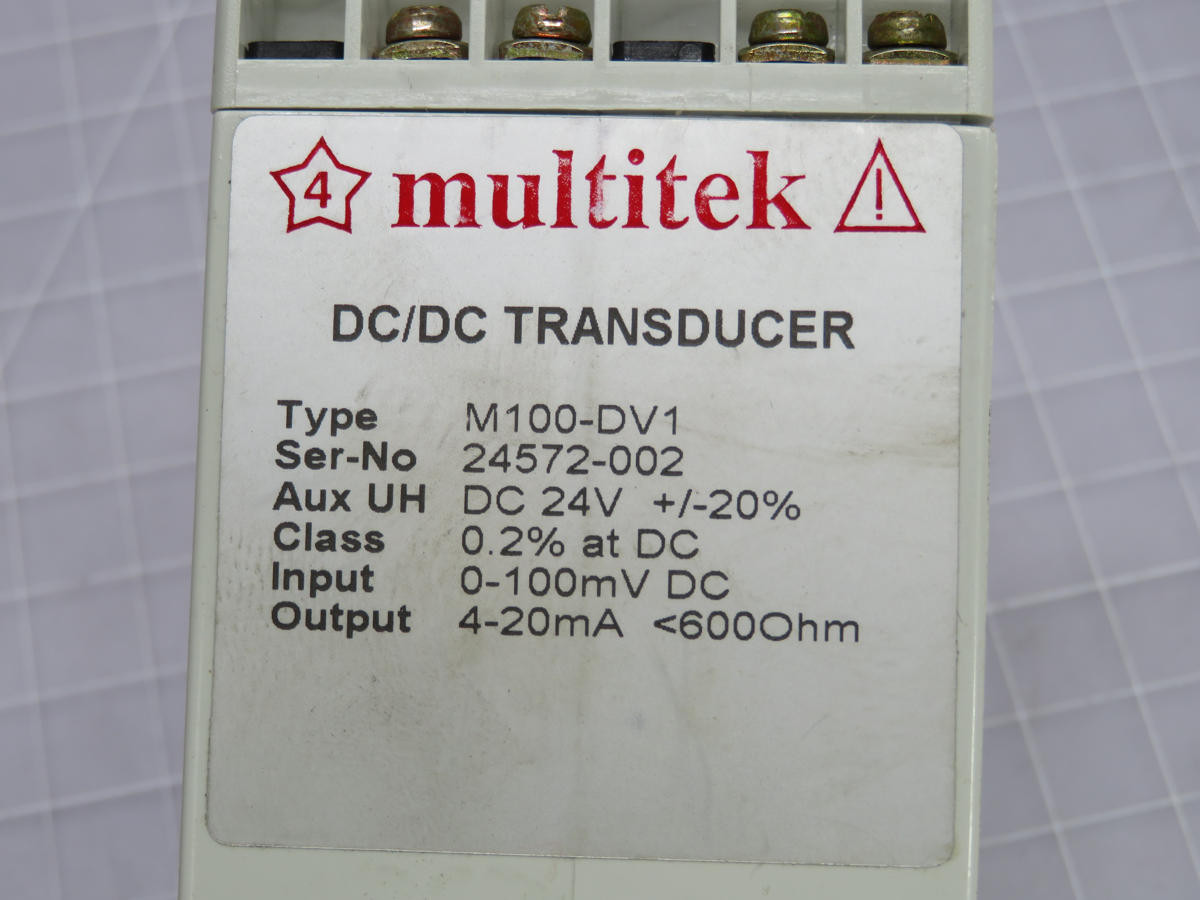 4 multitek !
DC/DC TRANSDUCER
Type M100-DV1
Ser-No 24572-002
Aux UH DC 24V +/-20%
Class 0.2% at DC
Input 0-100mV DC
Output 4-20mA <600Ohm